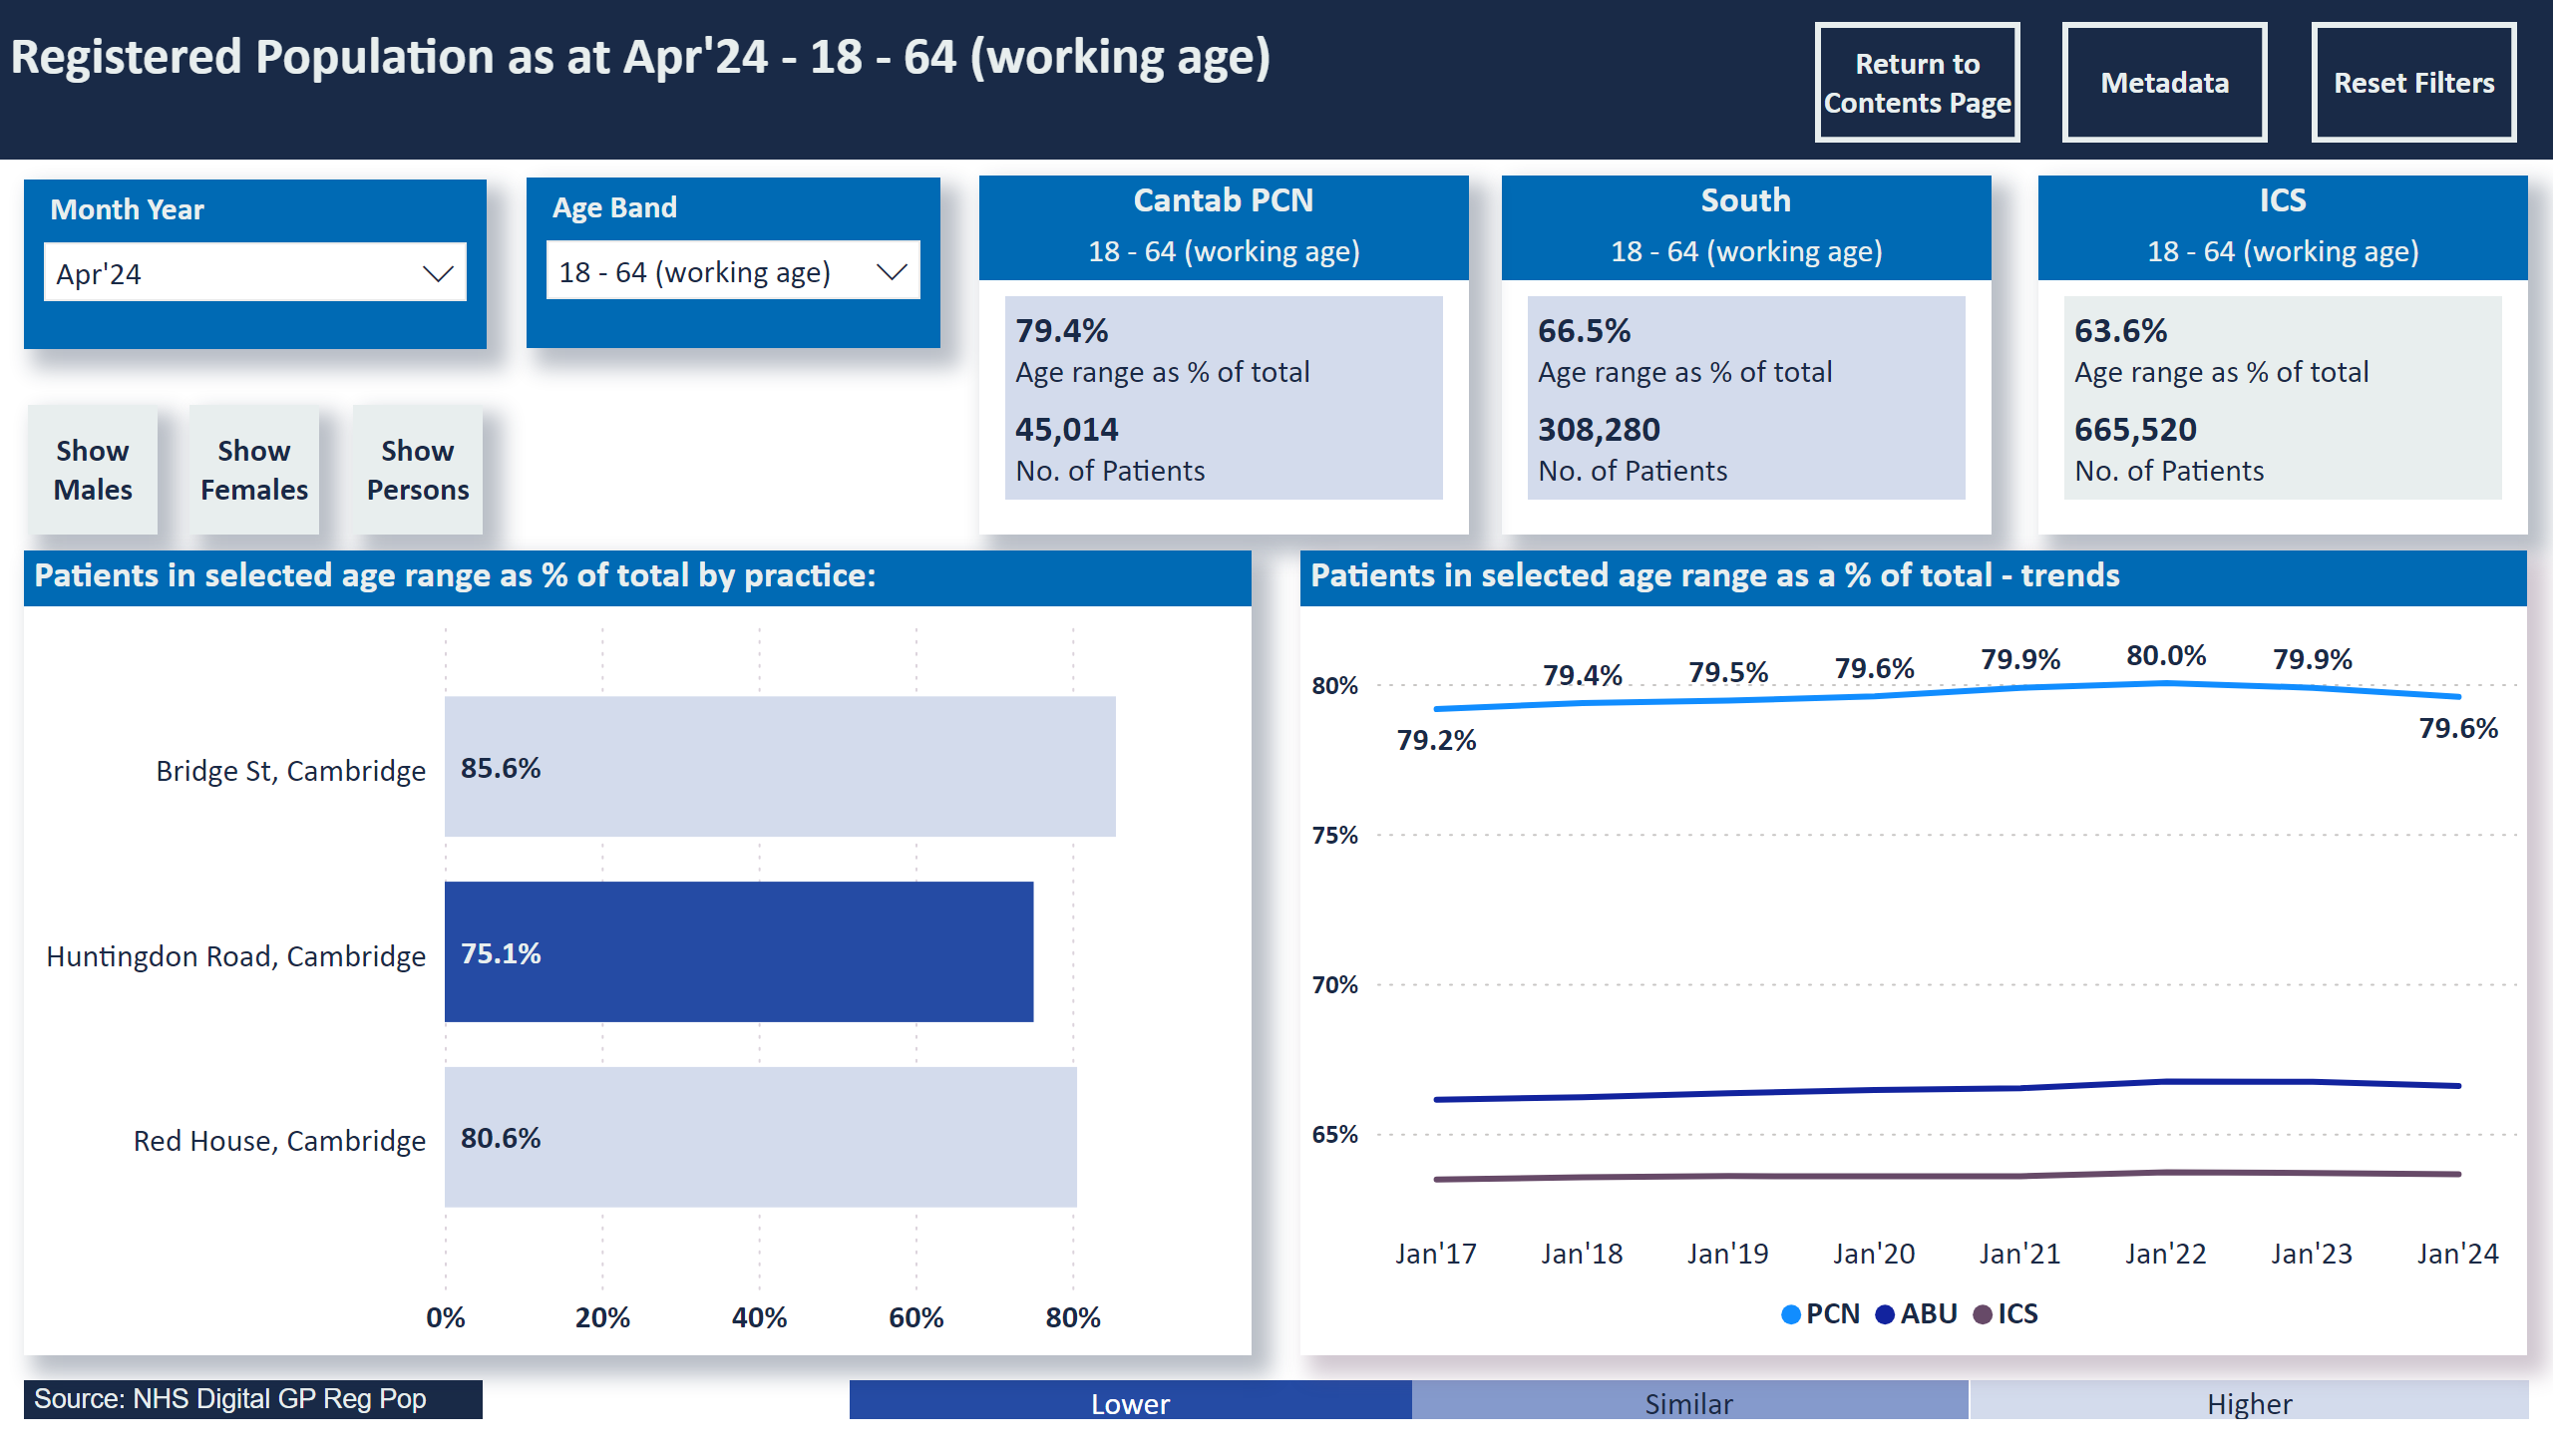 Registered Population as at Apr'24 - 18 - 64 (working age)
Return to
Contents Page
Metadata
Reset Filters
Month Year
Apr'24
Age Band
18 - 64 (working age)
Cantab PCN
18 - 64 (working age)
79.4%
Age range as % of total
45,014
No. of Patients
South
18 - 64 (working age)
66.5%
Age range as % of total
308,280
No. of Patients
ICS
18 - 64 (working age)
63.6%
Age range as % of total
665,520
No. of Patients
Show
Males
Show
Females
Show
Persons
Patients in selected age range as % of total by practice:
Bridge St, Cambridge
85.6%
Huntingdon Road, Cambridge
75.1%
Red House, Cambridge
80.6%
0% 20% 40% 60% 80%
Patients in selected age range as a % of total - trends
79.2% 79.4% 79.5% 79.6% 79.9% 80.0% 79.9% 79.6%
80%
75%
70%
65%
Jan'17 Jan'18 Jan'19 Jan'20 Jan'21 Jan'22 Jan'23 Jan'24
PCN ABU ICS
Source: NHS Digital GP Reg Pop
Lower
Similar
Higher